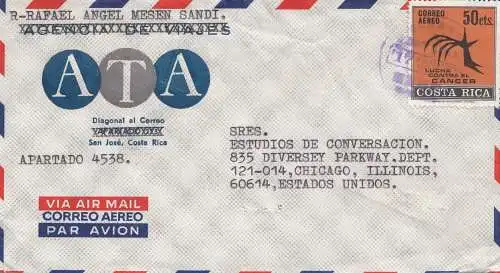 R-RAFAEL ANGEL MESEN SANDI.
AGENCIA DE VIAJES
ATA
Diagonal al Correo
San José, Costa Rica
APARTADO 4538.
CORREO
AEREO
50cts.
LUCHA
CONTRA EL
CANCER
COSTA RICA
SRES.
ESTUDIOS DE CONVERSACION.
835 DIVERSEY PARKWAY.DEPT.
121-014,CHICAGO, ILLINOIS,
60614,ESTADOS UNIDOS.
VIA AIR MAIL
CORREO AEREO
PAR AVION